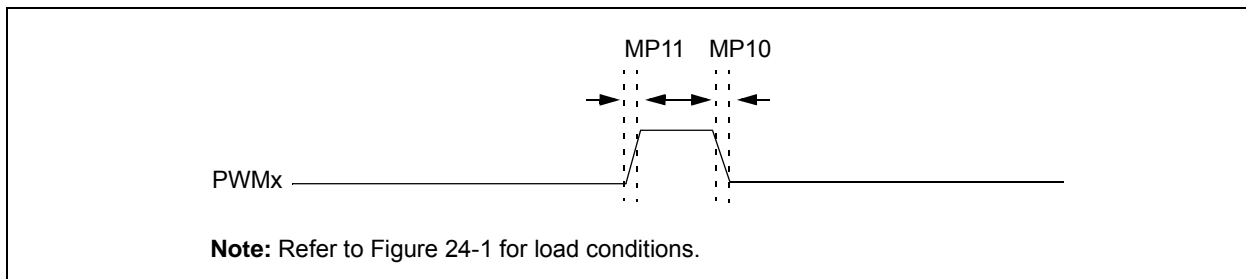 MP11 MP10
PWMx
Note: Refer to Figure 24-1 for load conditions.